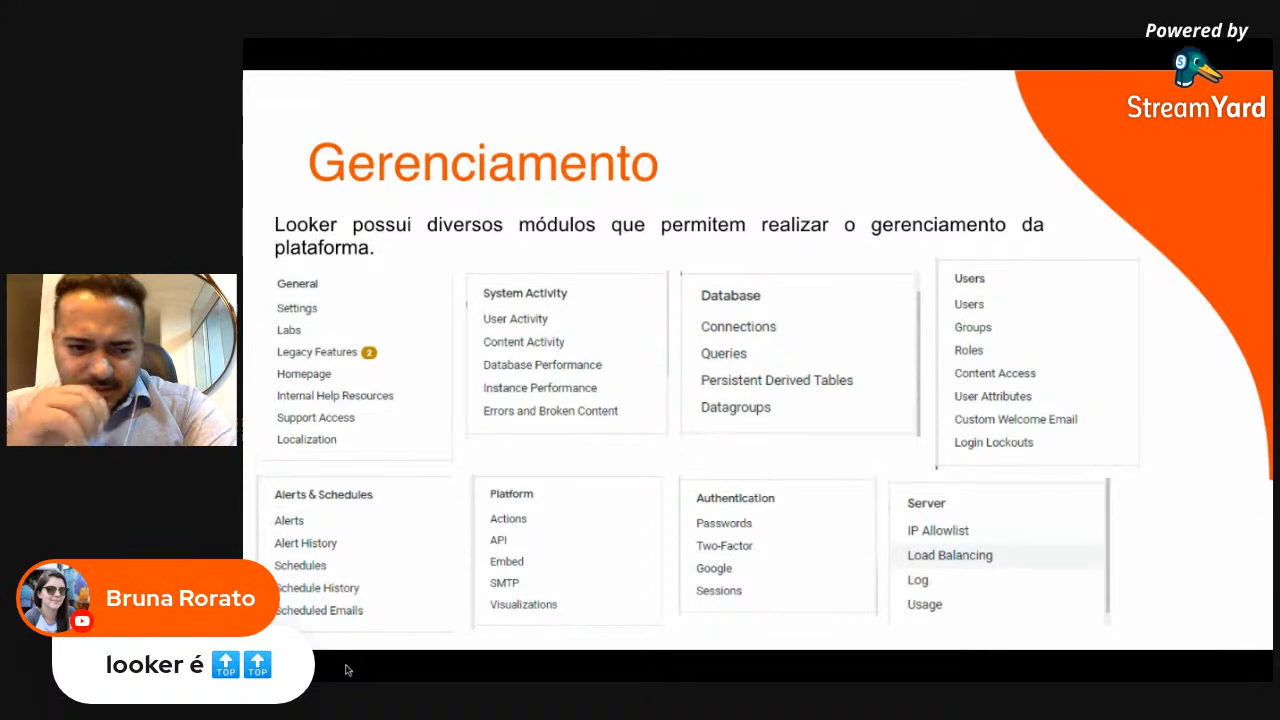 Powered by
StreamYard
Gerenciamento
Looker possui diversos módulos que permitem realizar o gerenciamento da
plataforma.
General
Settings
Labs
Legacy Features 2
Homepage
Internal Help Resources
Support Access
Localization
System Activity
User Activity
Content Activity
Database Performance
Instance Performance
Errors and Broken Content
Database
Connections
Queries
Persistent Derived Tables
Datagroups
Users
Users
Groups
Roles
Content Access
User Attributes
Custom Welcome Email
Login Lockouts
Alerts & Schedules
Alerts
Alert History
Schedules
Schedule History
Scheduled Emails
Platform
Actions
API
Embed
SMTP
Visualizations
Authentication
Passwords
Two-Factor
Google
Sessions
Server
IP Allowlist
Load Balancing
Log
Usage
Bruna Rorato
looker é 🔝🔝